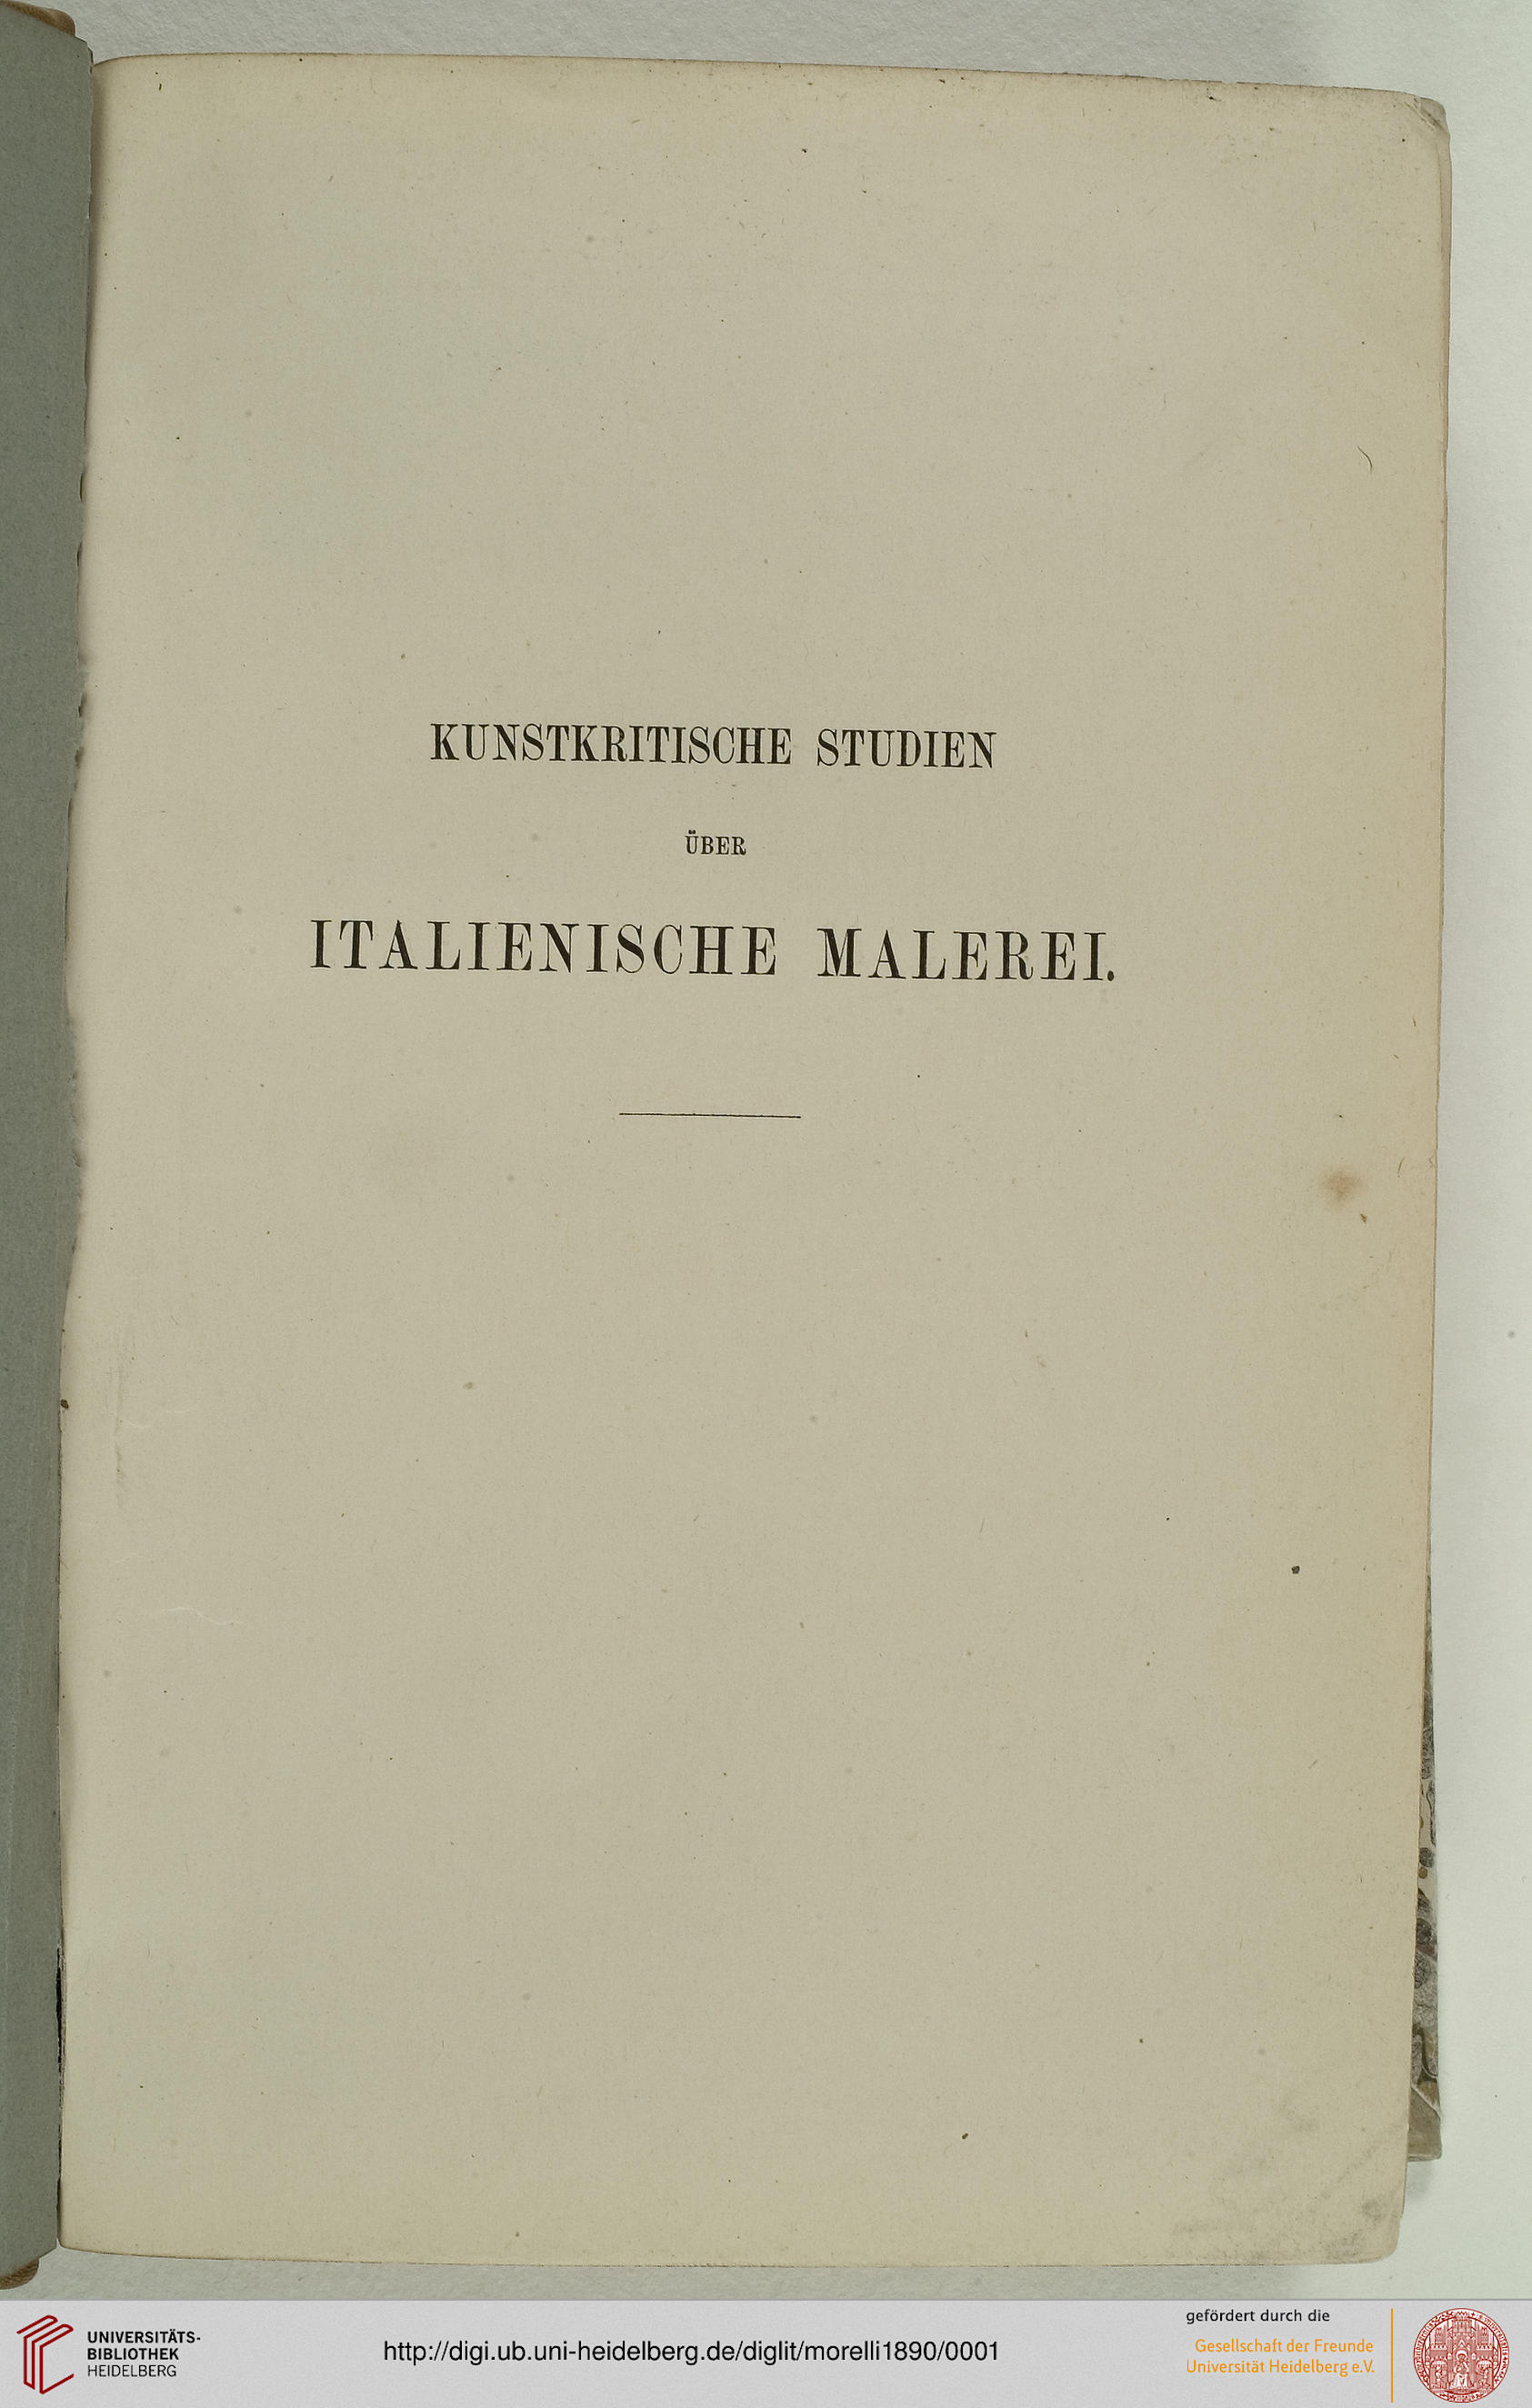 KUNSTKRITISCHE STUDIEN
ÜBER
ITALIENISCHE MALEREI.
UNIVERSITÄTS-
BIBLIOTHEK
HEIDELBERG
http://digi.ub.uni-heidelberg.de/diglit/morelli1890/0001
gefördert durch die
Gesellschaft der Freunde
Universität Heidelberg e.V.